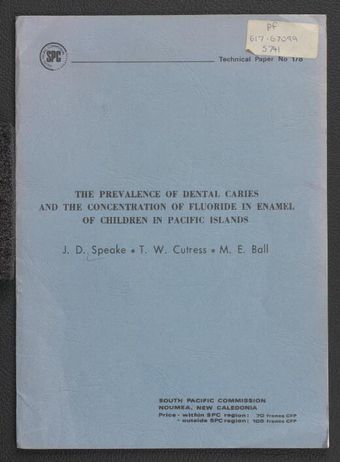 pf
617.67099
S741
SPC
Technical Paper No 178
THE PREVALENCE OF DENTAL CARIES
AND THE CONCENTRATION OF FLUORIDE IN ENAMEL
OF CHILDREN IN PACIFIC ISLANDS
J. D. Speake • T. W. Cutress • M. E. Ball
SOUTH PACIFIC COMMISSION
NOUMEA, NEW CALEDONIA
Price - within SPC region: 70 francs CFP
- outside SPC region: 105 francs CFP